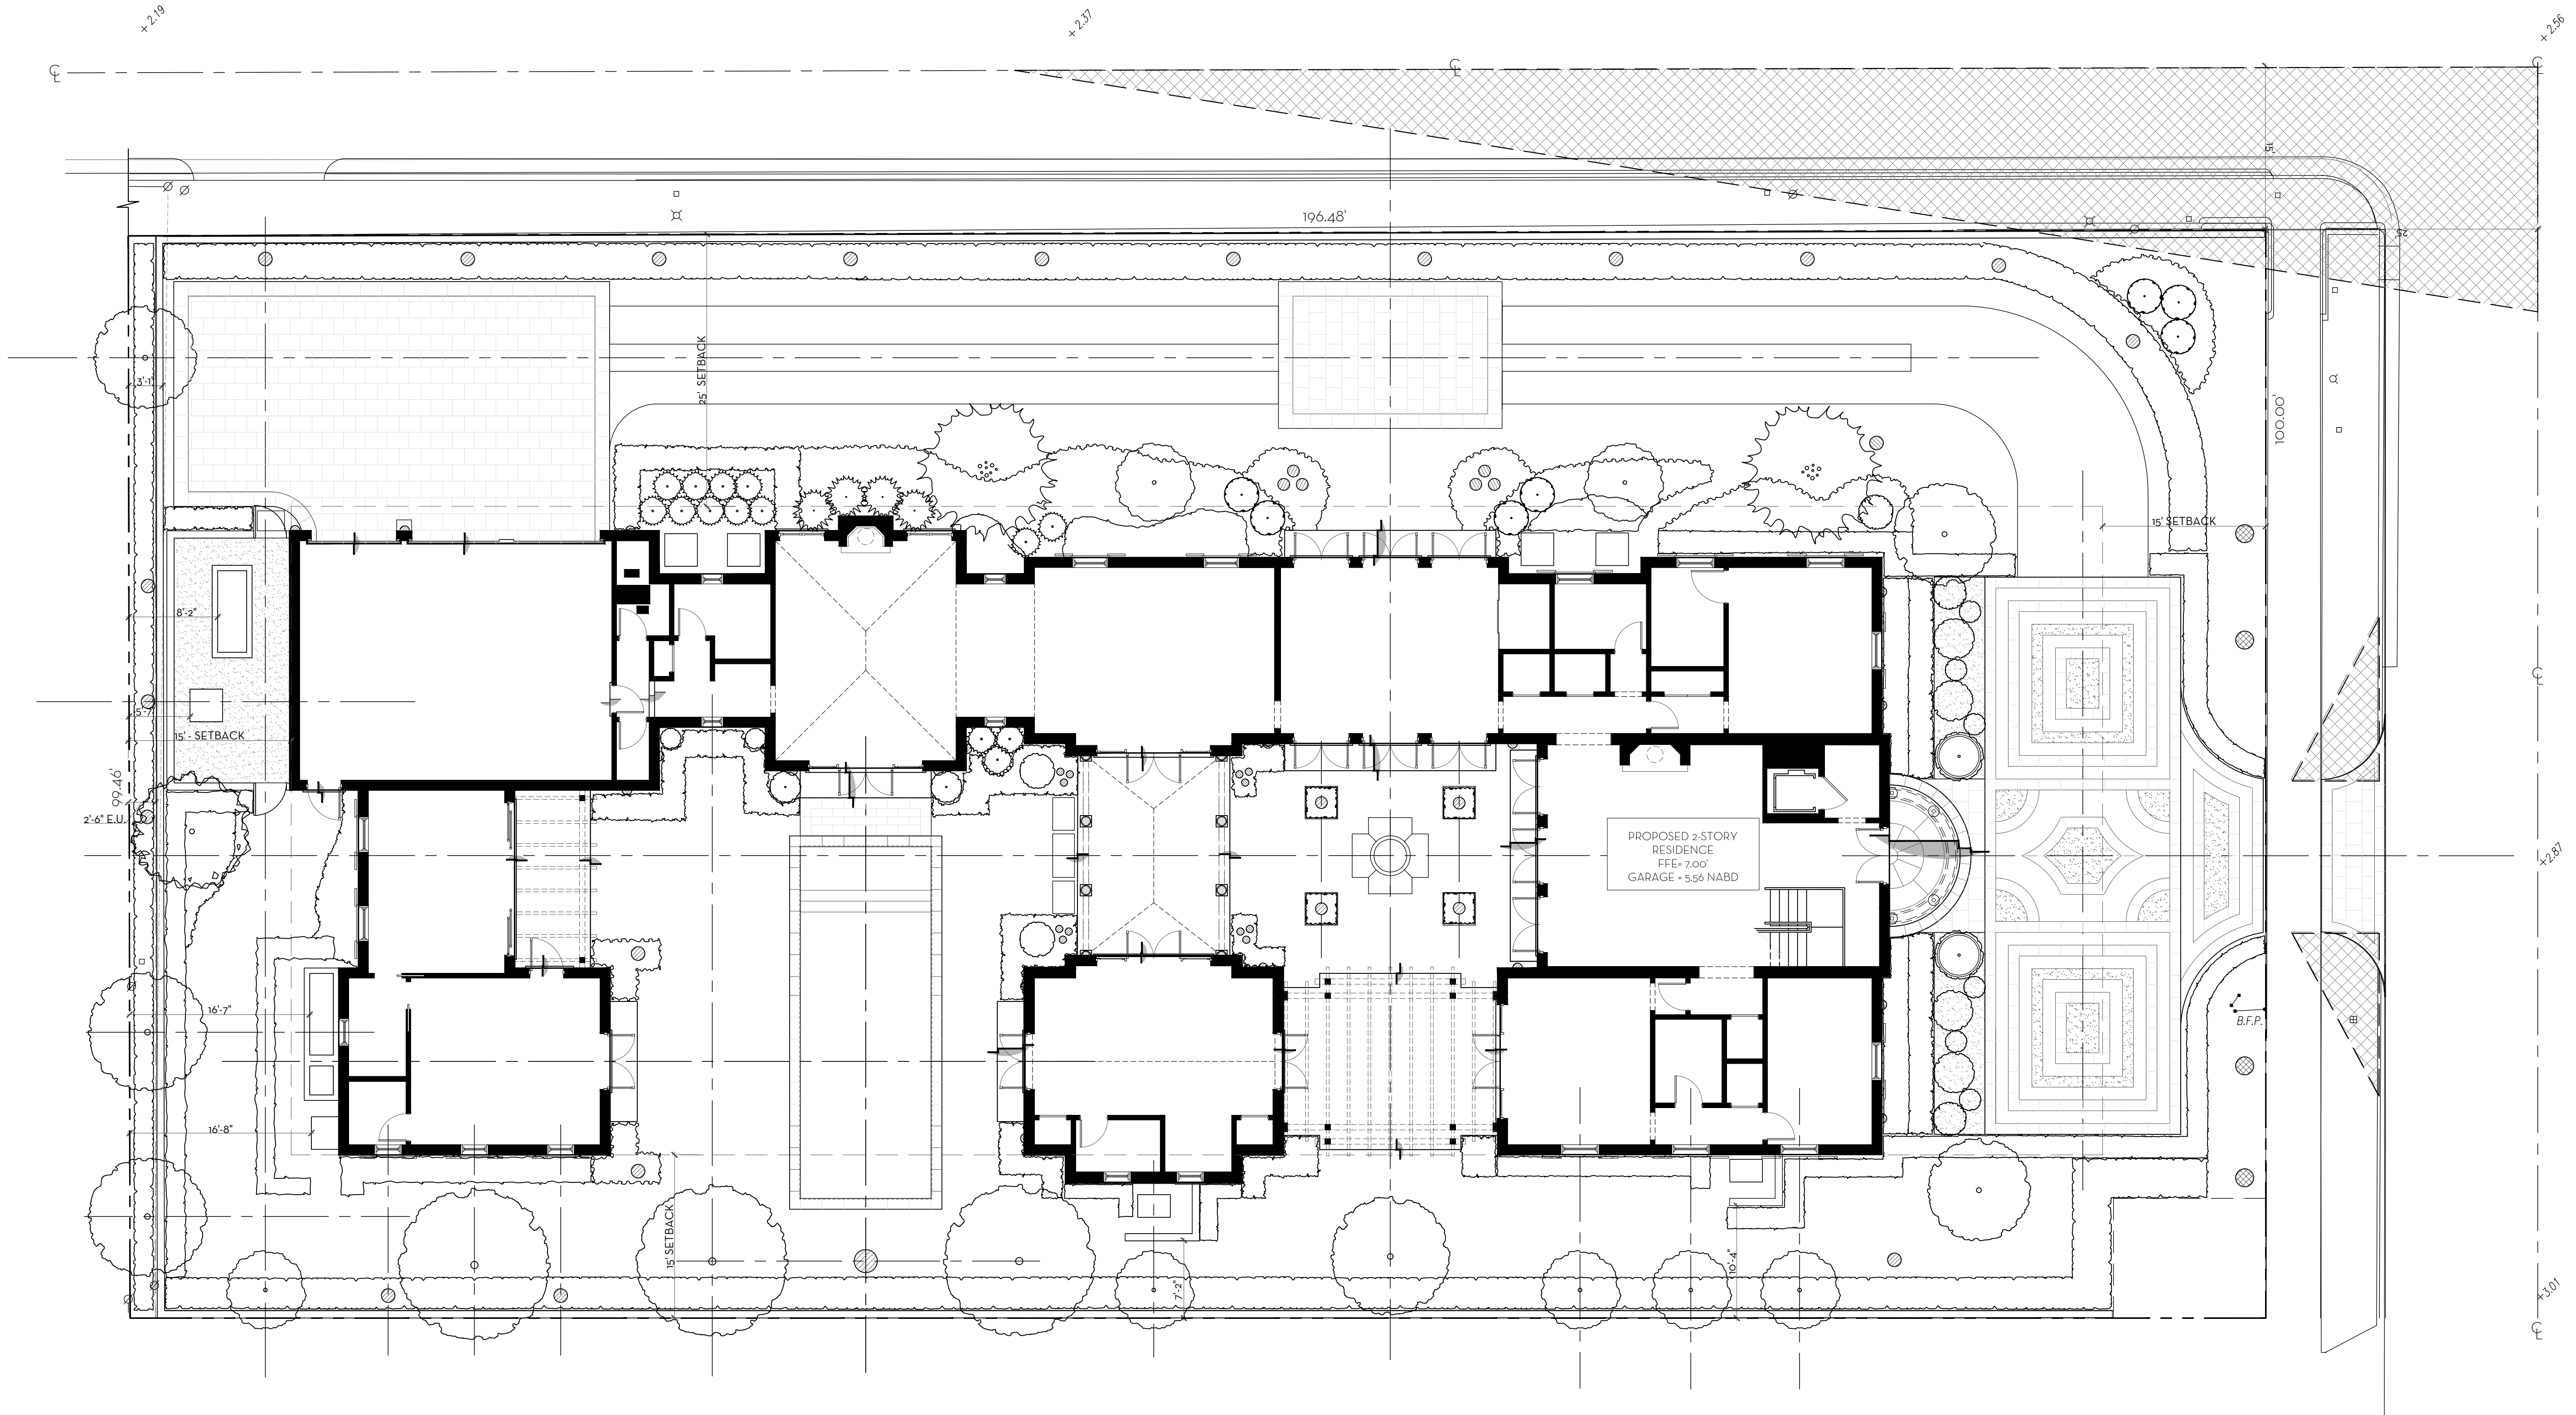 + 2.19
+ 2.37
+ 2.56
15'
196.48'
25'
25' SETBACK
3'-1"
100.00'
15' SETBACK
8'-2"
5'-7"
15' - SETBACK
99.46'
2'-6" E.U.
PROPOSED 2-STORY
RESIDENCE
FFE= 7.00'
GARAGE = 5.56 NABD
+2.87
16'-7"
B.F.P.
16'-8"
15' SETBACK
7'-2"
10'-4"
+3.01